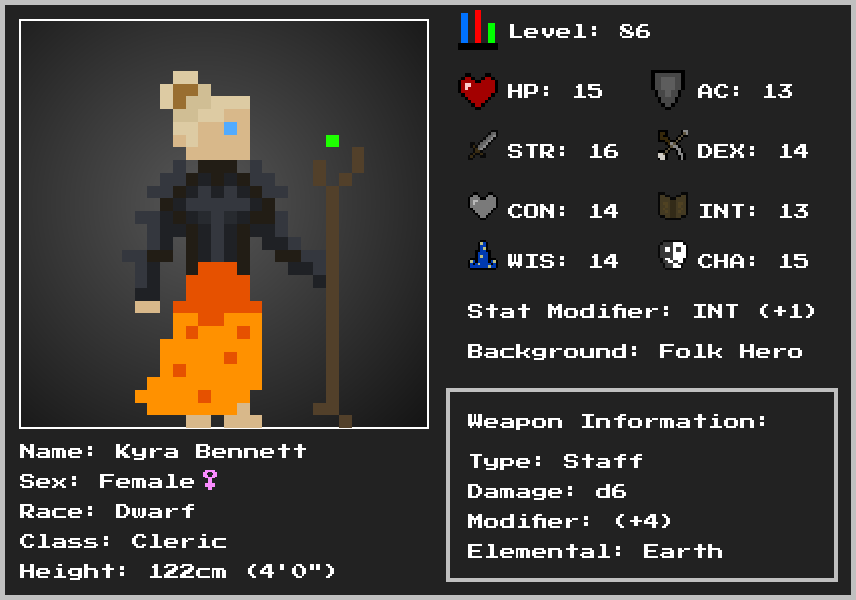 Level: 86
HP: 15
AC: 13
STR: 16
DEX: 14
CON: 14
INT: 13
WIS: 14
CHA: 15
Stat Modifier: INT (+1)
Background: Folk Hero
Weapon Information:
Type: Staff
Damage: d6
Modifier: (+4)
Elemental: Earth
Name: Kyra Bennett
Sex: Female♀
Race: Dwarf
Class: Cleric
Height: 122cm (4'0")